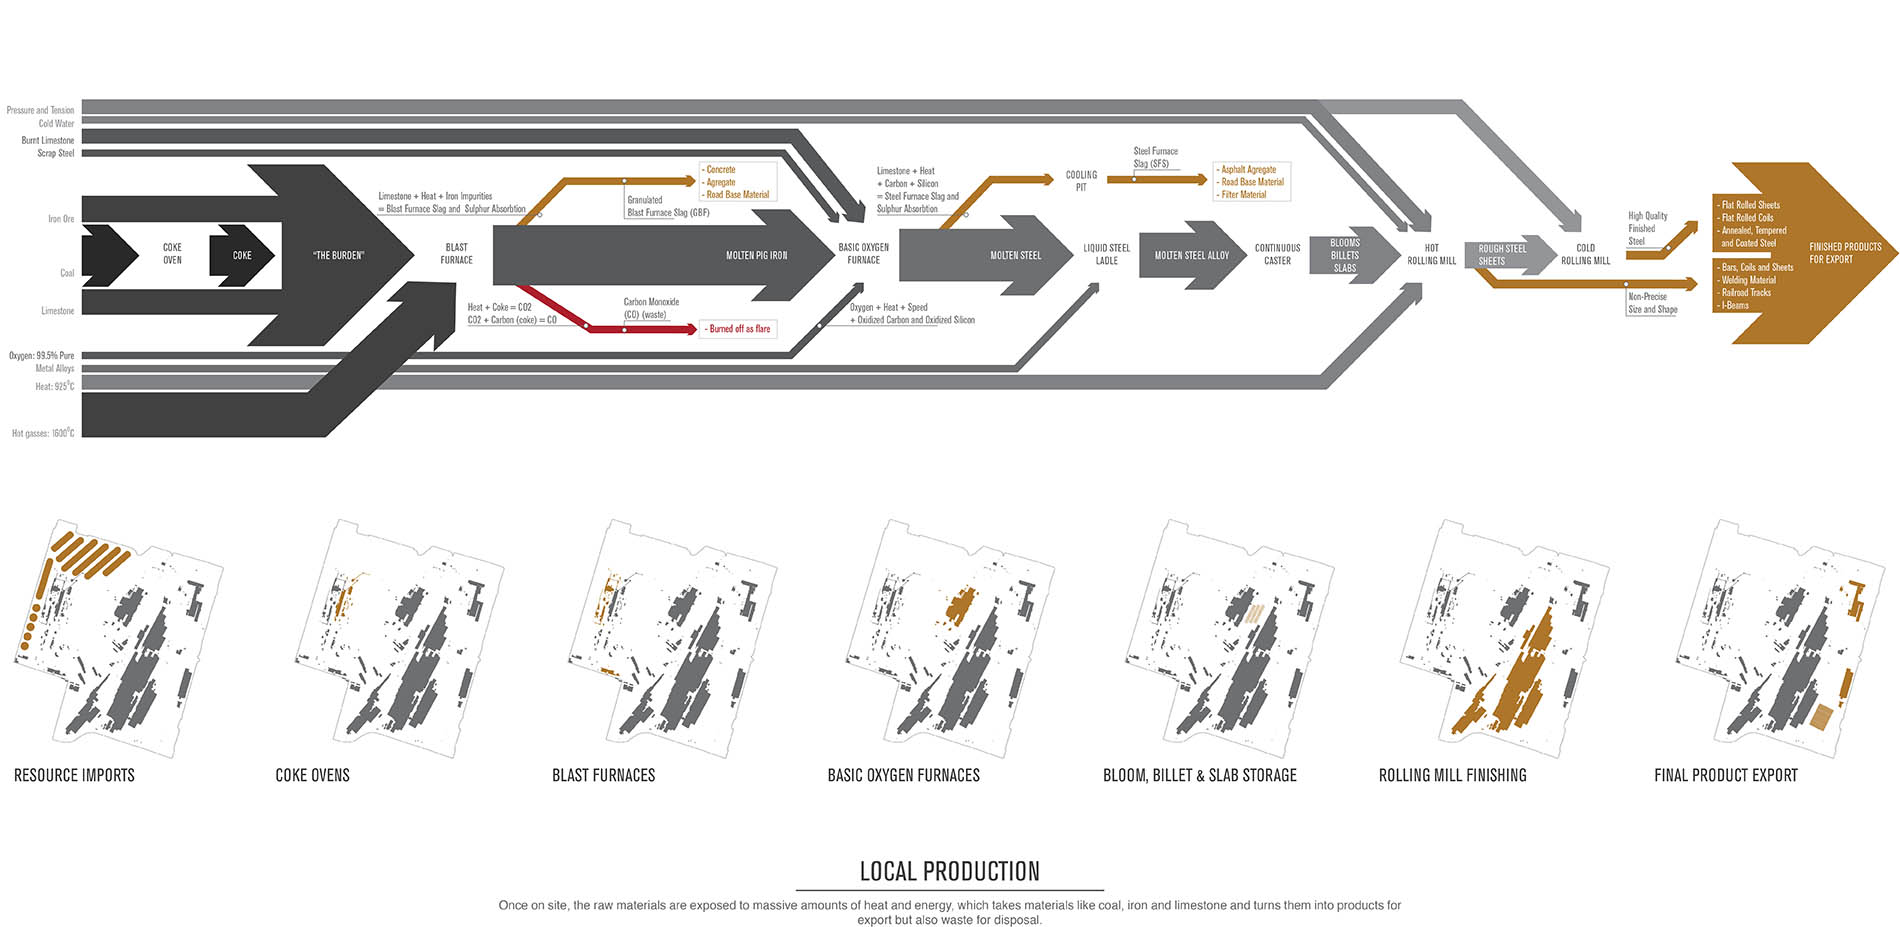 Pressure and Tension
Cold Water
Burnt Limestone
Scrap Steel
Iron Ore
Coal
Limestone
Oxygen: 99.5% Pure
Metal Alloys
Heat: 925°C
Hot gasses: 1600°C
COKE
OVEN
COKE
"THE BURDEN"
Limestone + Heat + Iron Impurities
= Blast Furnace Slag and Sulphur Absorbtion
BLAST
FURNACE
Heat + Coke = CO2
CO2 + Carbon (coke) = CO
Granulated
Blast Furnace Slag (GBF)
- Concrete
- Agregate
- Road Base Material
MOLTEN PIG IRON
Carbon Monoxide
(CO) (waste)
- Burned off as flare
BASIC OXYGEN
FURNACE
Limestone + Heat
+ Carbon + Silicon
= Steel Furnace Slag and
Sulphur Absorbtion
Oxygen + Heat + Speed
+ Oxidized Carbon and Oxidized Silicon
MOLTEN STEEL
COOLING
PIT
Steel Furnace
Slag (SFS)
- Asphalt Agregate
- Road Base Material
- Filter Material
LIQUID STEEL
LADLE
MOLTEN STEEL ALLOY
CONTINUOUS
CASTER
BLOOMS
BILLETS
SLABS
HOT
ROLLING MILL
ROUGH STEEL
SHEETS
COLD
ROLLING MILL
High Quality
Finished
Steel
Non-Precise
Size and Shape
- Flat Rolled Sheets
- Flat Rolled Coils
- Annealed, Tempered
and Coated Steel
- Bars, Coils and Sheets
- Welding Material
- Railroad Tracks
- I-Beams
FINISHED PRODUCTS
FOR EXPORT
RESOURCE IMPORTS
COKE OVENS
BLAST FURNACES
BASIC OXYGEN FURNACES
BLOOM, BILLET & SLAB STORAGE
ROLLING MILL FINISHING
FINAL PRODUCT EXPORT
LOCAL PRODUCTION
Once on site, the raw materials are exposed to massive amounts of heat and energy, which takes materials like coal, iron and limestone and turns them into products for
export but also waste for disposal.